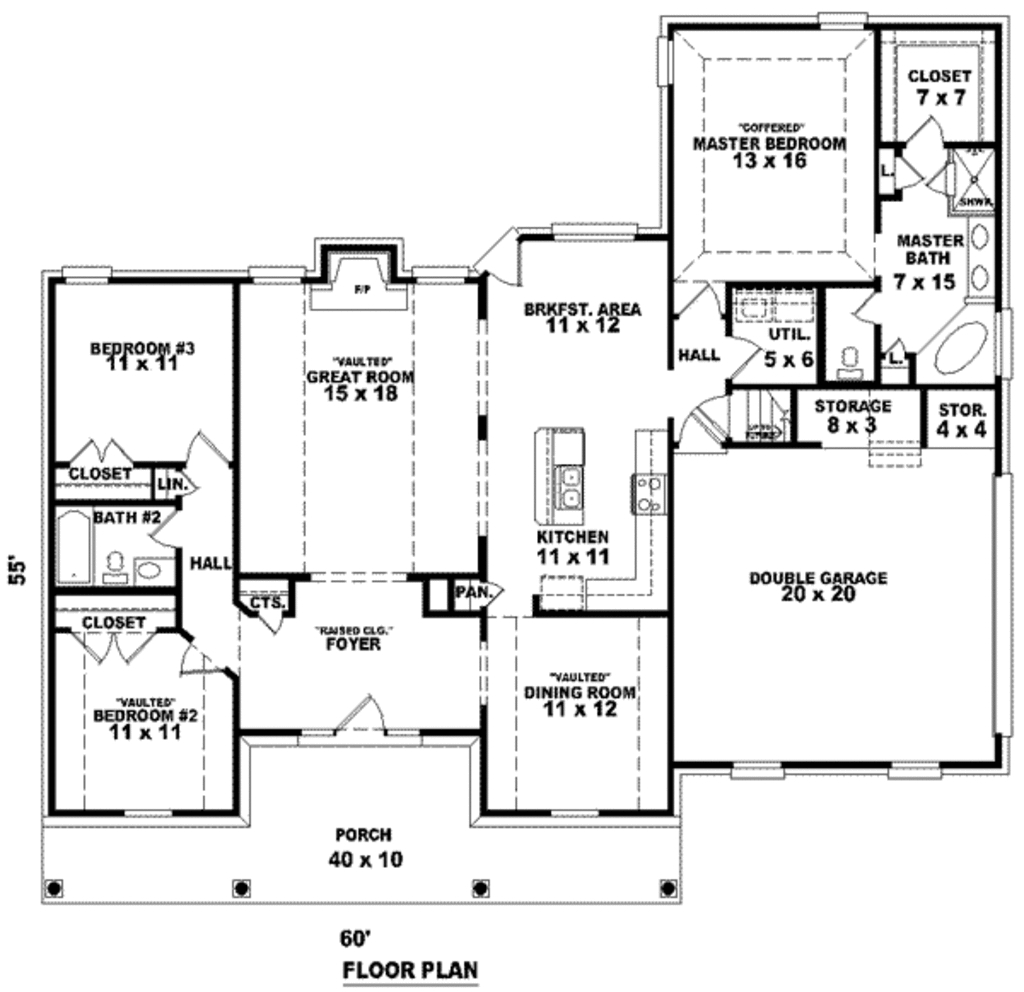 CLOSET
7 x 7
"COFFERED"
MASTER BEDROOM
13 x 16
L.
SHWR.
MASTER
BATH
7 x 15
F/P
BRKFST. AREA
11 x 12
UTIL.
5 x 6
HALL
L.
BEDROOM #3
11 x 11
"VAULTED"
GREAT ROOM
15 x 18
STORAGE
8 x 3
STOR.
4 x 4
UP TO
FUTURE
CLOSET
LIN.
BATH #2
HALL
KITCHEN
11 x 11
55'
DOUBLE GARAGE
20 x 20
CTS.
PAN.
CLOSET
"RAISED CLG."
FOYER
"VAULTED"
BEDROOM #2
11 x 11
"VAULTED"
DINING ROOM
11 x 12
PORCH
40 x 10
60'
FLOOR PLAN